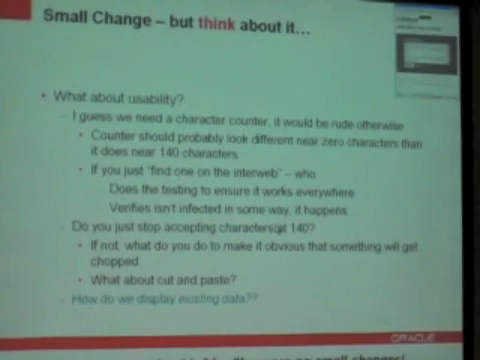 Small Change – but think about it…
• What about usability?
– I guess we need a character counter, it would be rude otherwise
• Counter should probably look different near zero characters than
it does near 140 characters
• If you just "find one on the interweb" – who
Does the testing to ensure it works everywhere
Verifies isn't infected in some way, it happens
– Do you just stop accepting characters at 140?
• If not, what do you do to make it obvious that something will get
chopped
• What about cut and paste?
– How do we display existing data??
ORACLE